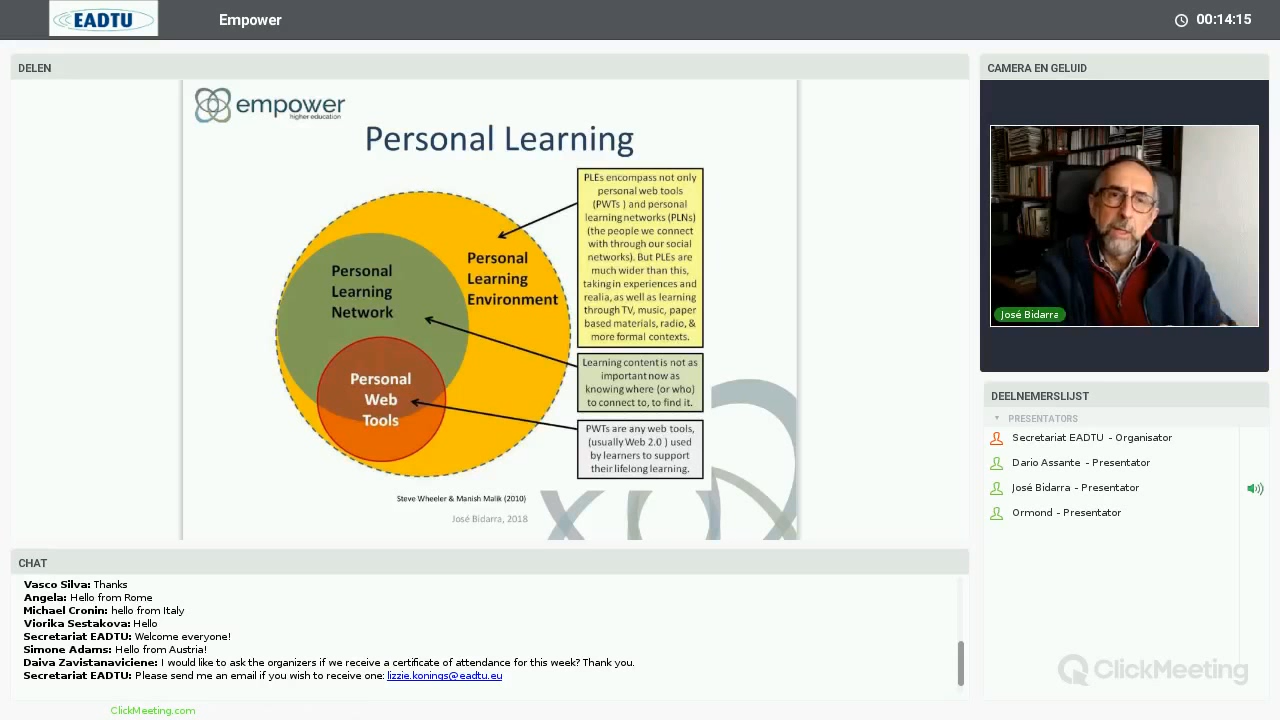 EADTU
Empower
00:14:15
DELEN
empower
higher education
Personal Learning
Personal
Learning
Network
Personal
Learning
Environment
Personal
Web
Tools
PLEs encompass not only
personal web tools
(PWTs ) and personal
learning networks (PLNs)
(the people we connect
with through our social
networks). But PLEs are
much wider than this,
taking in experiences and
realia, as well as learning
through TV, music, paper
based materials, radio, &
more formal contexts.
Learning content is not as
important now as
knowing where (or who)
to connect to, to find it.
PWTs are any web tools,
(usually Web 2.0 ) used
by learners to support
their lifelong learning.
Steve Wheeler & Manish Malik (2010)
José Bidarra, 2018
CAMERA EN GELUID
José Bidarra
DEELNEMERSLIJST
PRESENTATORS
Secretariat EADTU - Organisator
Dario Assante - Presentator
José Bidarra - Presentator
Ormond - Presentator
CHAT
Vasco Silva: Thanks
Angela: Hello from Rome
Michael Cronin: hello from Italy
Viorika Sestakova: Hello
Secretariat EADTU: Welcome everyone!
Simone Adams: Hello from Austria!
Daiva Zavistanaviciene: I would like to ask the organizers if we receive a certificate of attendance for this week? Thank you.
Secretariat EADTU: Please send me an email if you wish to receive one: lizzie.konings@eadtu.eu
ClickMeeting
ClickMeeting.com